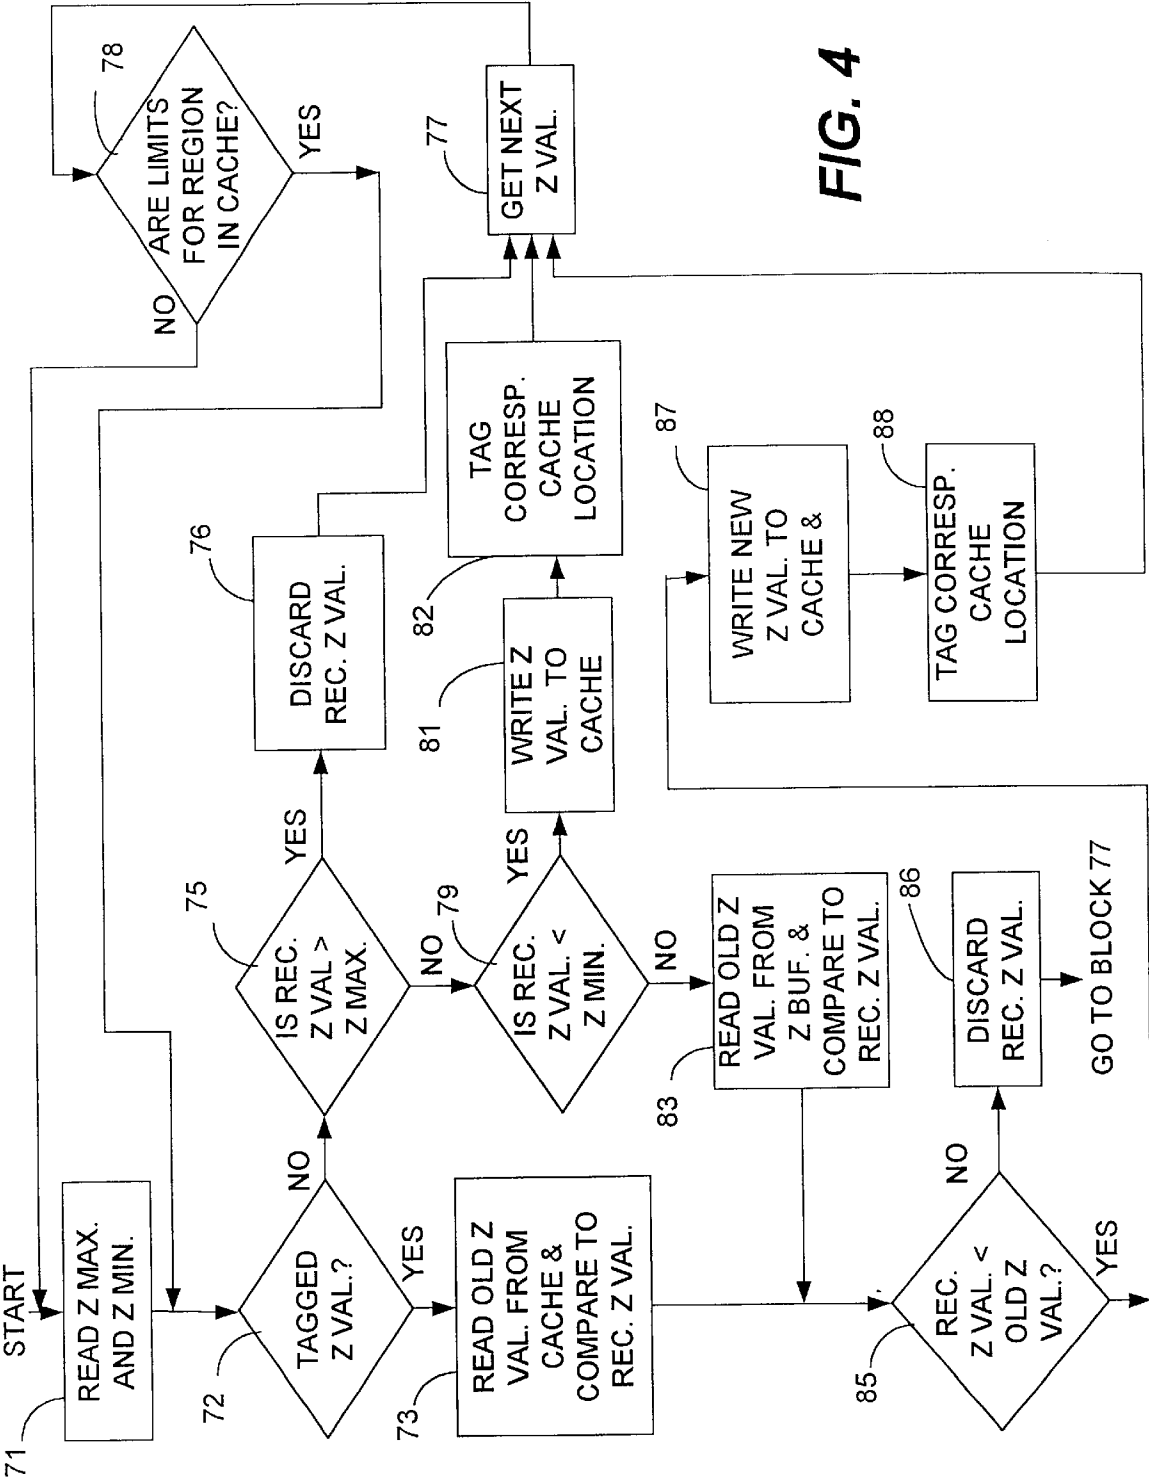 START
71
READ Z MAX.
AND Z MIN.
72
TAGGED
Z VAL.?
NO
YES
73
READ OLD Z
VAL. FROM
CACHE &
COMPARE TO
REC. Z VAL.
75
IS REC.
Z VAL >
Z MAX.
YES
NO
76
DISCARD
REC. Z VAL.
77
GET NEXT
Z VAL.
78
ARE LIMITS
FOR REGION
IN CACHE?
NO
YES
79
IS REC.
Z VAL. <
Z MIN.
YES
NO
81
WRITE Z
VAL. TO
CACHE
82
TAG
CORRESP.
CACHE
LOCATION
83
READ OLD Z
VAL. FROM
Z BUF. &
COMPARE TO
REC. Z VAL.
85
REC.
Z VAL. <
OLD Z
VAL.?
NO
YES
86
DISCARD
REC. Z VAL.
GO TO BLOCK 77
87
WRITE NEW
Z VAL. TO
CACHE &
88
TAG CORRESP.
CACHE
LOCATION
FIG. 4